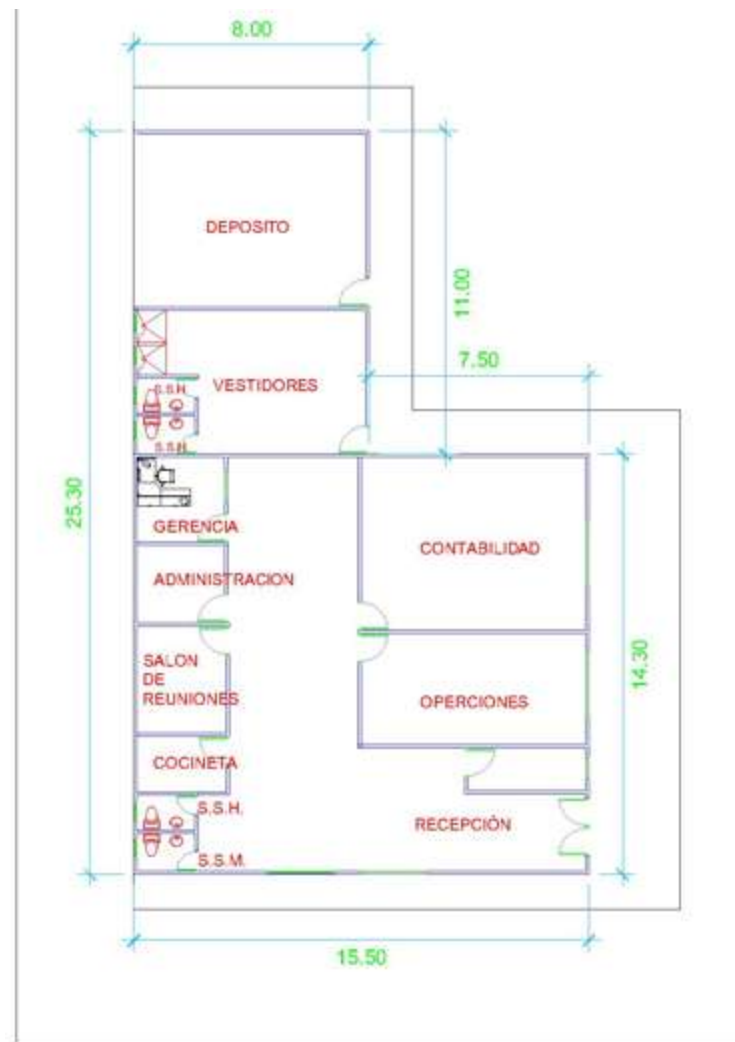 8.00
DEPOSITO
11.00
7.50
S.S.H.
VESTIDORES
S.S.H.
25.30
GERENCIA
CONTABILIDAD
ADMINISTRACION
14.30
SALON
DE
REUNIONES
OPERCIONES
COCINETA
S.S.H.
RECEPCIÓN
S.S.M.
15.50